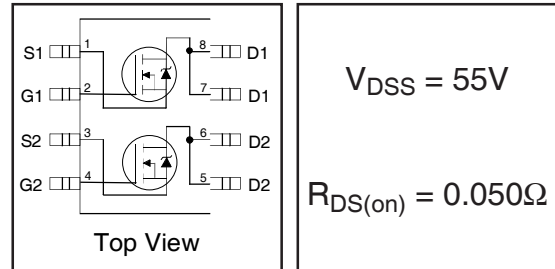 S1 1 8 D1
G1 2 7 D1
S2 3 6 D2
G2 4 5 D2
Top View
VDSS = 55V
RDS(on) = 0.050Ω